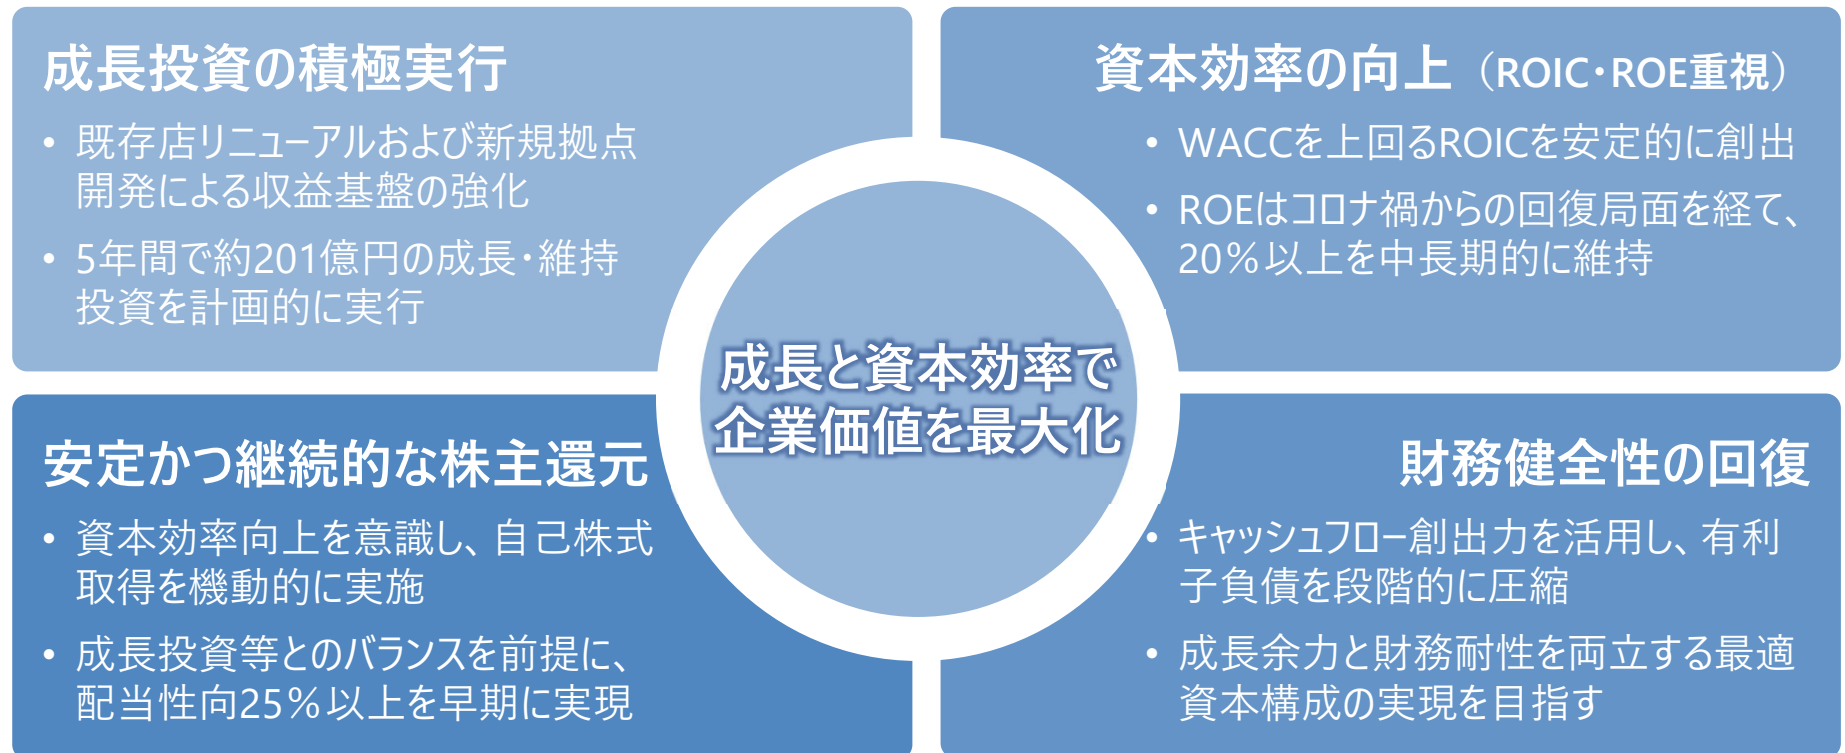 成長投資の積極実行
• 既存店リニューアルおよび新規拠点
開発による収益基盤の強化
• 5年間で約201億円の成長・維持
投資を計画的に実行
資本効率の向上（ROIC・ROE重視）
• WACCを上回るROICを安定的に創出
• ROEはコロナ禍からの回復局面を経て、
20％以上を中長期的に維持
成長と資本効率で
企業価値を最大化
安定かつ継続的な株主還元
• 資本効率向上を意識し、自己株式
取得を機動的に実施
• 成長投資等とのバランスを前提に、
配当性向25％以上を早期に実現
財務健全性の回復
• キャッシュフロー創出力を活用し、有利
子負債を段階的に圧縮
• 成長余力と財務耐性を両立する最適
資本構成の実現を目指す